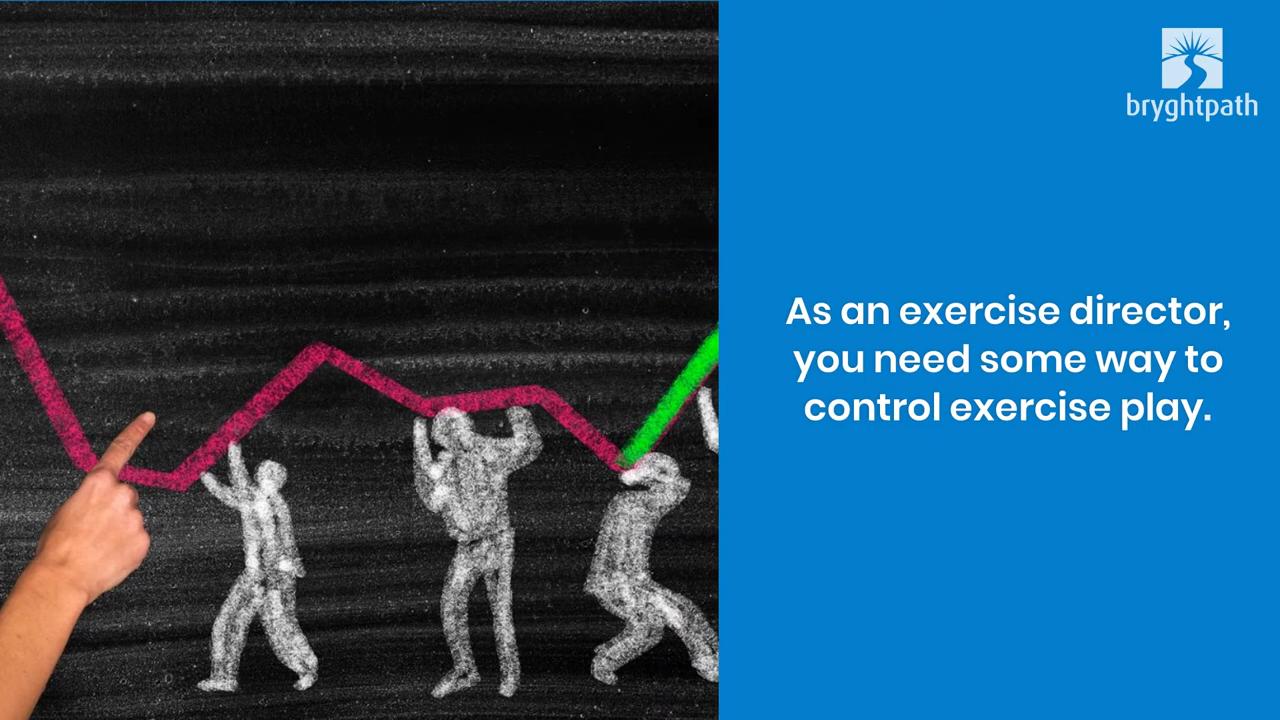 bryghtpath
As an exercise director,
you need some way to
control exercise play.